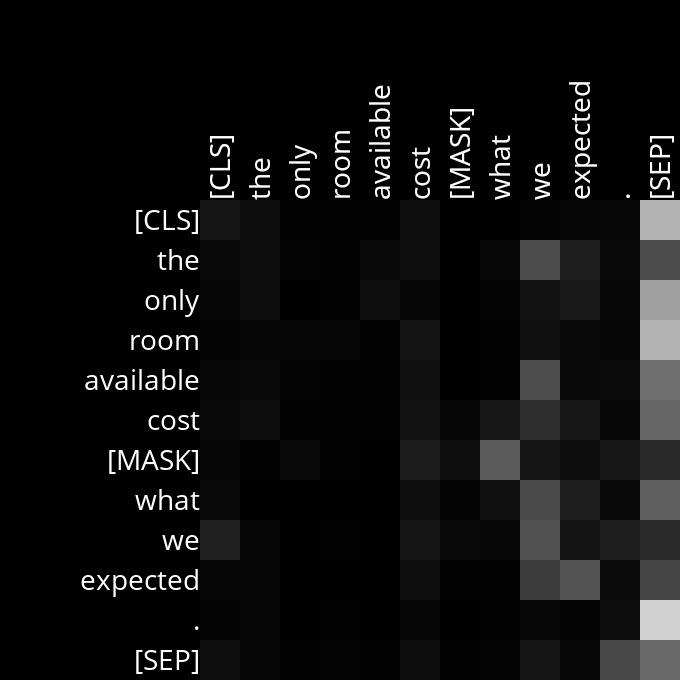 [CLS] the only room available cost [MASK] what we expected . [SEP]
[CLS]
the
only
room
available
cost
[MASK]
what
we
expected
.
[SEP]